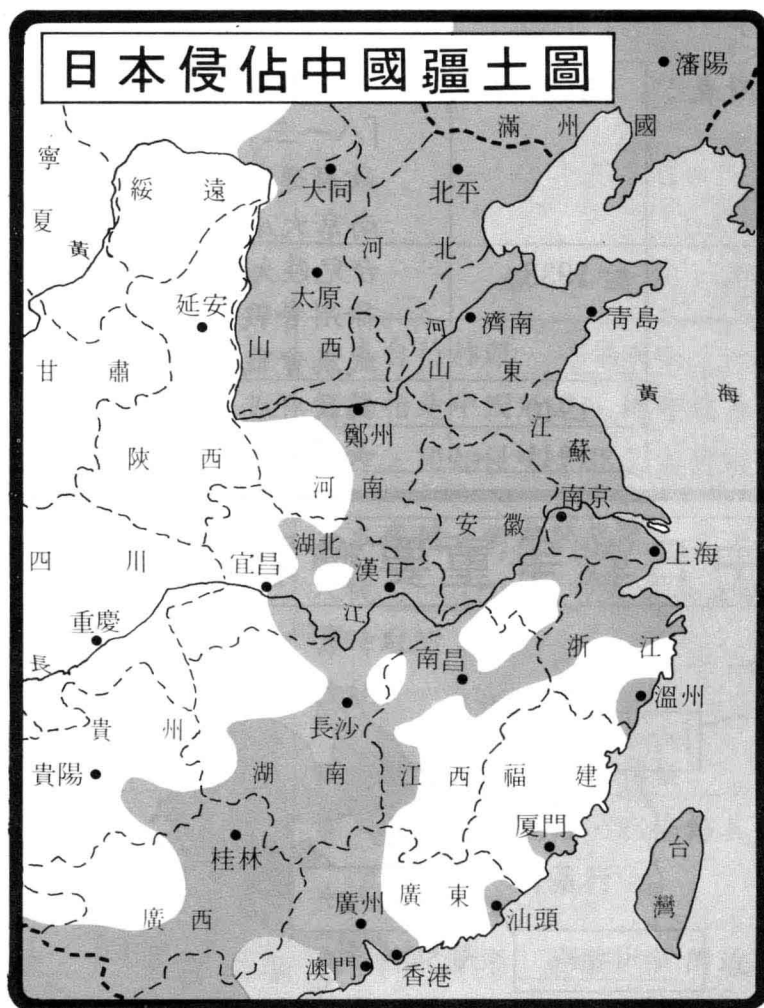 日本侵佔中國疆土圖
瀋陽
滿州國
寧夏
綏遠
大同
北平
黃河
河北
太原
延安
濟南
青島
山西
山東
甘肅
黃海
鄭州
江蘇
陝西
河南
南京
安徽
湖北
四川
宜昌
漢口
上海
長江
重慶
浙江
南昌
溫州
貴州
長沙
貴陽
湖南
江西
福建
厦門
桂林
台灣
廣東
廣西
廣州
汕頭
澳門
香港